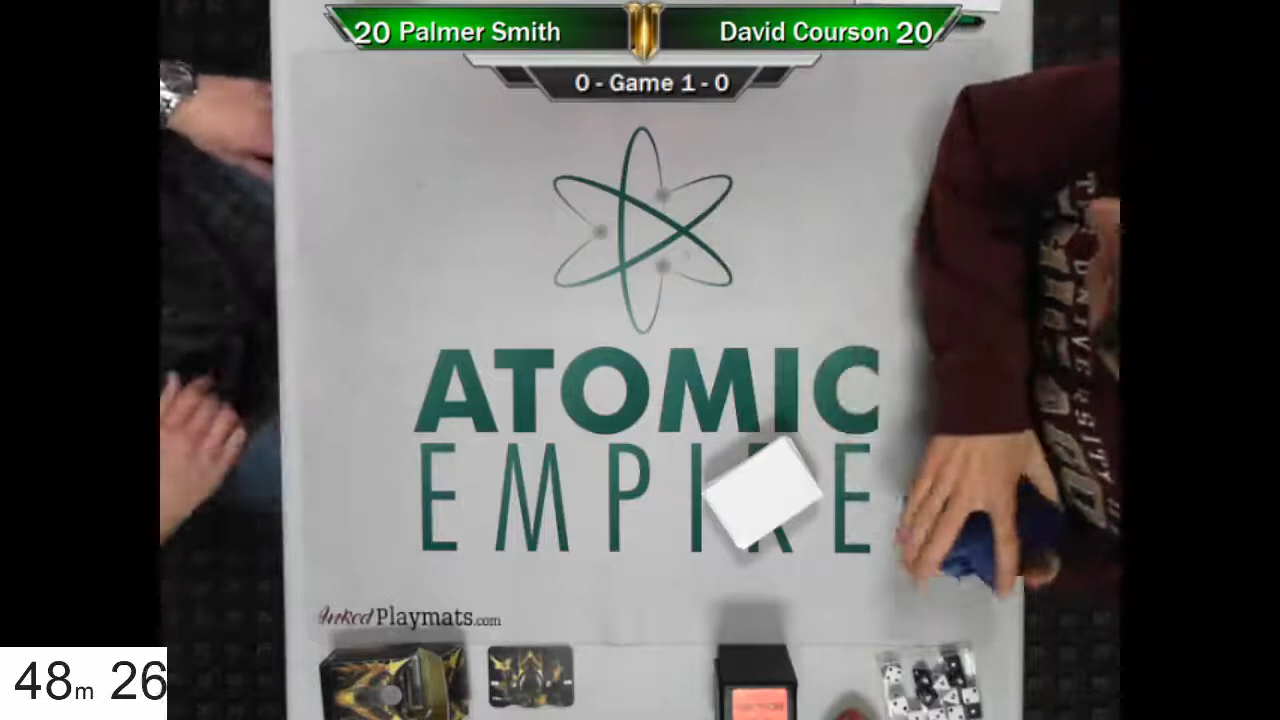 20 Palmer Smith
David Courson 20
0 - Game 1 - 0
ATOMIC
EMPIRE
InkedPlaymats.com
48m 26